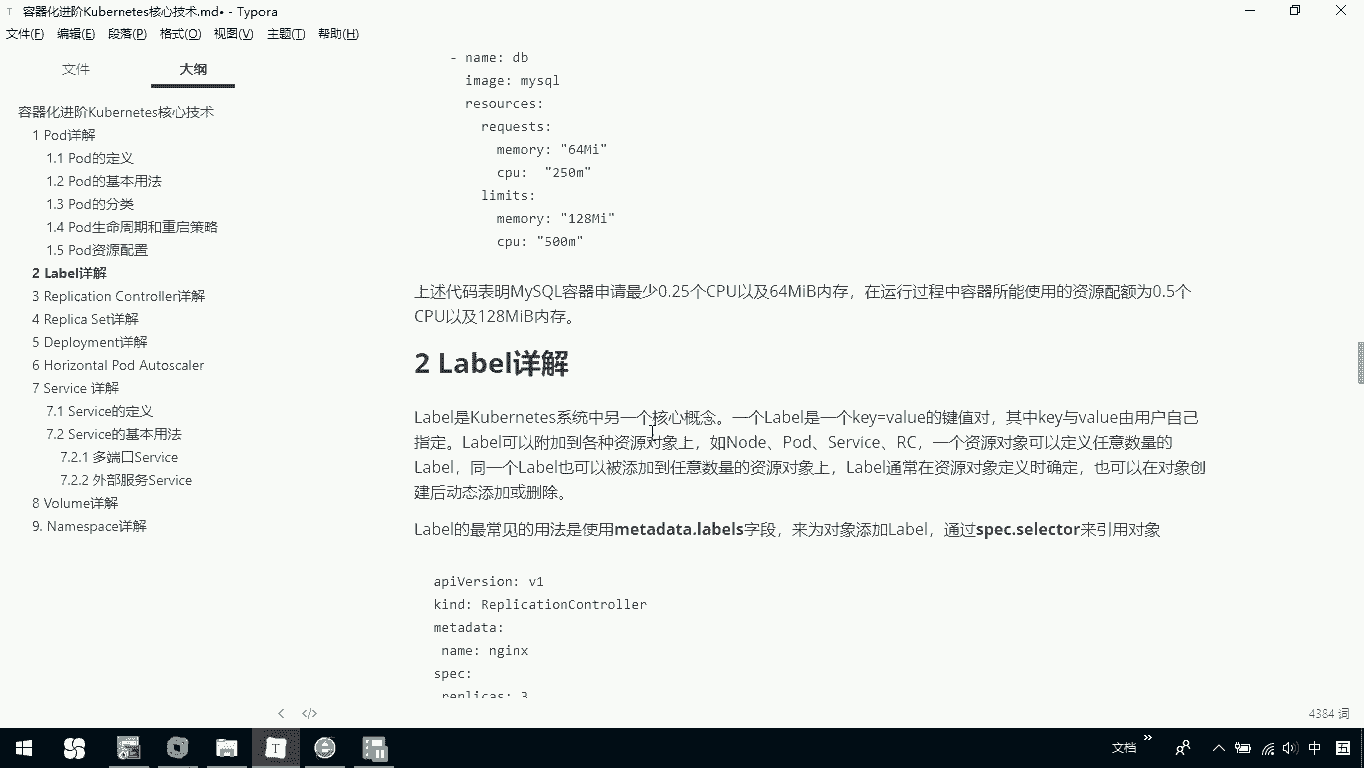 容器化进阶Kubernetes核心技术.md• - Typora
文件(F) 编辑(E) 段落(P) 格式(O) 视图(V) 主题(T) 帮助(H)
文件 大纲
容器化进阶Kubernetes核心技术
1 Pod详解
1.1 Pod的定义
1.2 Pod的基本用法
1.3 Pod的分类
1.4 Pod生命周期和重启策略
1.5 Pod资源配置
2 Label详解
3 Replication Controller详解
4 Replica Set详解
5 Deployment详解
6 Horizontal Pod Autoscaler
7 Service 详解
7.1 Service的定义
7.2 Service的基本用法
7.2.1 多端口Service
7.2.2 外部服务Service
8 Volume详解
9. Namespace详解
- name: db
image: mysql
resources:
requests:
memory: "64Mi"
cpu:  "250m"
limits:
memory: "128Mi"
cpu: "500m"
上述代码表明MySQL容器申请最少0.25个CPU以及64MiB内存，在运行过程中容器所能使用的资源配额为0.5个
CPU以及128MiB内存。
2 Label详解
Label是Kubernetes系统中另一个核心概念。一个Label是一个key=value的键值对，其中key与value由用户自己
指定。Label可以附加到各种资源对象上，如Node、Pod、Service、RC，一个资源对象可以定义任意数量的
Label，同一个Label也可以被添加到任意数量的资源对象上，Label通常在资源对象定义时确定，也可以在对象创
建后动态添加或删除。
Label的最常见的用法是使用metadata.labels字段，来为对象添加Label，通过spec.selector来引用对象
apiVersion: v1
kind: ReplicationController
metadata:
name: nginx
spec:
replicas: 3
4384 词
文档 中 五